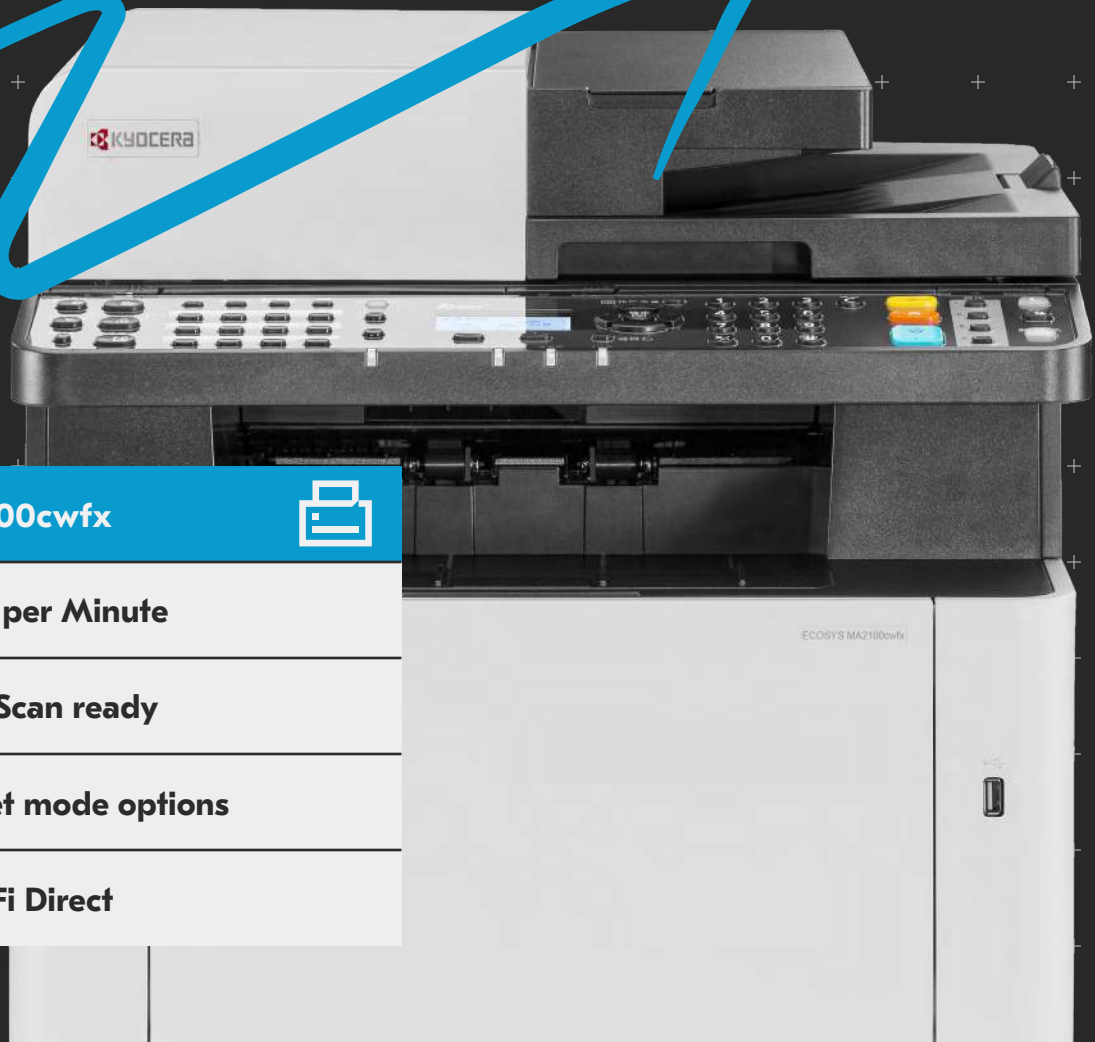 KYOCERA
00cwfx
per Minute
Scan ready
et mode options
Fi Direct
ECOSYS MA2100cwfx